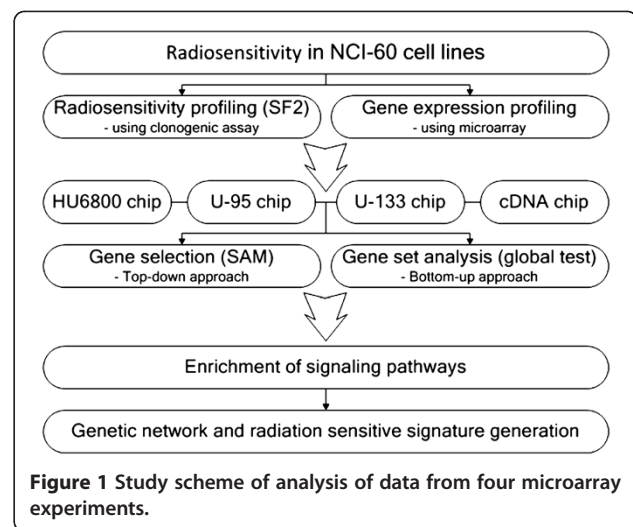 Radiosensitivity in NCI-60 cell lines
Radiosensitivity profiling (SF2)
- using clonogenic assay
Gene expression profiling
- using microarray
HU6800 chip
U-95 chip
U-133 chip
cDNA chip
Gene selection (SAM)
- Top-down approach
Gene set analysis (global test)
- Bottom-up approach
Enrichment of signaling pathways
Genetic network and radiation sensitive signature generation
Figure 1 Study scheme of analysis of data from four microarray
experiments.